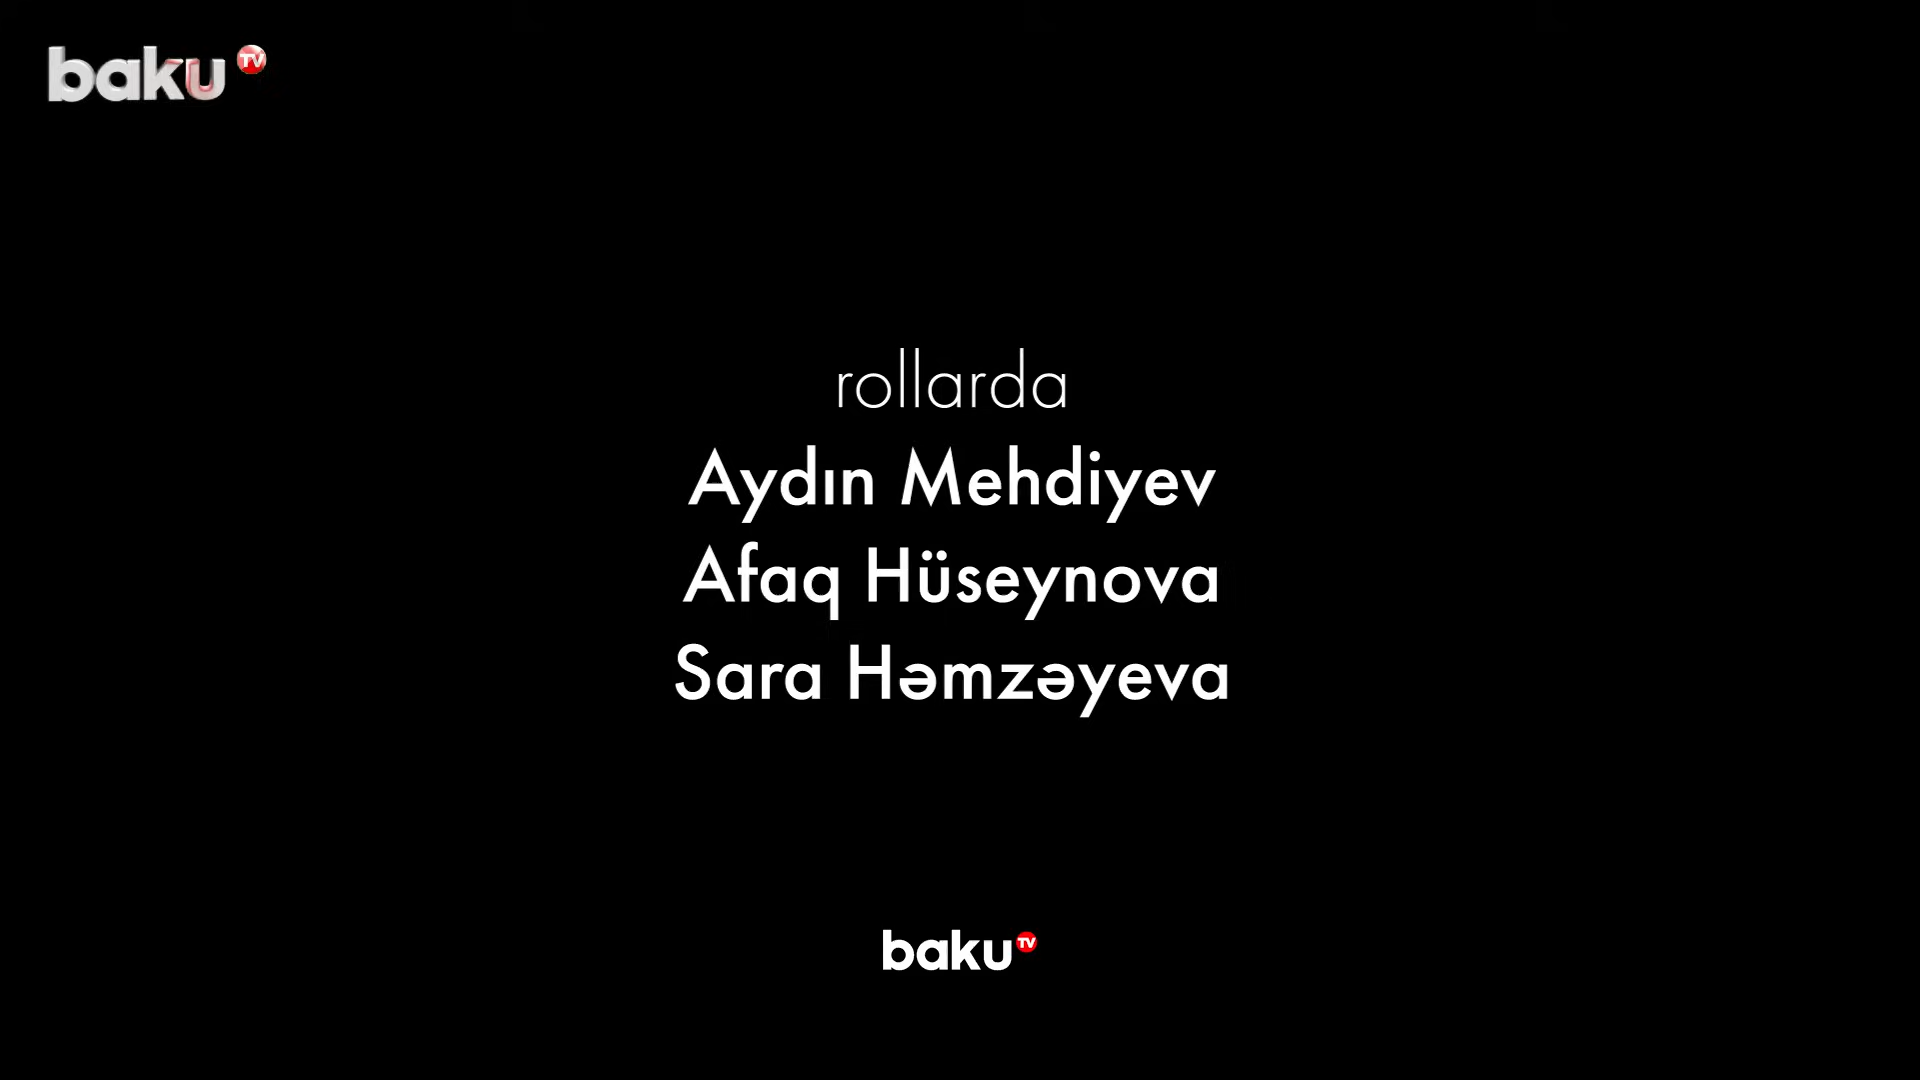 baku TV
rollarda
Aydın Mehdiyev
Afaq Hüseynova
Sara Həmzəyeva
baku TV